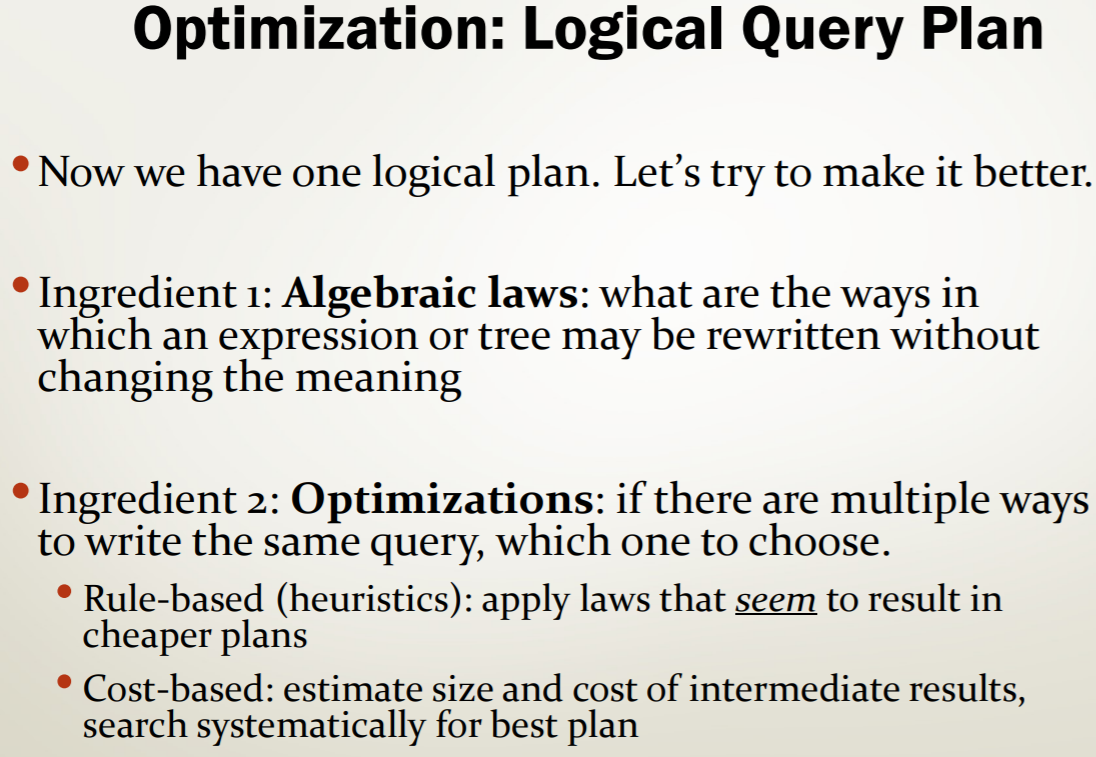 Optimization: Logical Query Plan
• Now we have one logical plan. Let’s try to make it better.
• Ingredient 1: Algebraic laws: what are the ways in
which an expression or tree may be rewritten without
changing the meaning
• Ingredient 2: Optimizations: if there are multiple ways
to write the same query, which one to choose.
• Rule-based (heuristics): apply laws that seem to result in
cheaper plans
• Cost-based: estimate size and cost of intermediate results,
search systematically for best plan